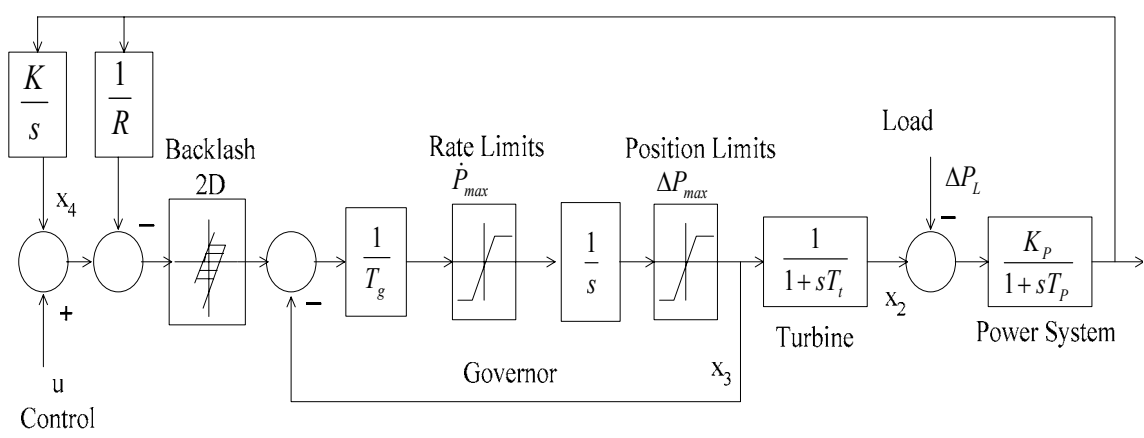 K
s
1
R
Backlash
2D
Rate Limits
Ṗmax
Position Limits
ΔPmax
Load
ΔPL
x4
−
−
−
+
−
1
Tg
1
s
1
1 + sTt
x2
KP
1 + sTP
Turbine
Power System
x3
Governor
u
Control